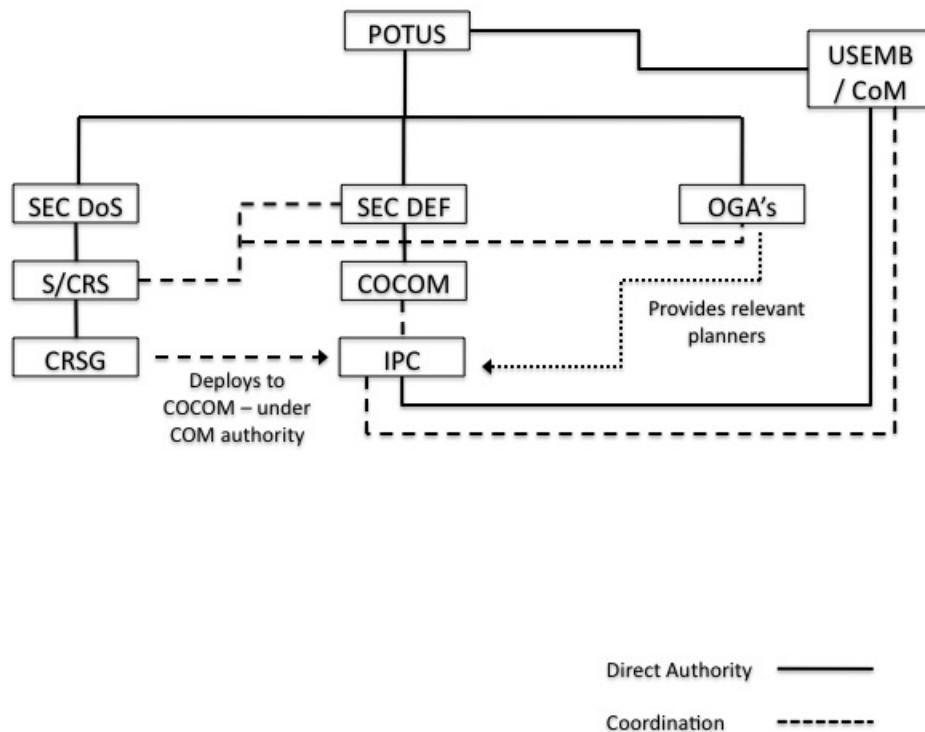 POTUS
USEMB
/ CoM
SEC DoS
SEC DEF
OGA's
S/CRS
COCOM
Provides relevant
planners
CRSG
IPC
Deploys to
COCOM – under
COM authority
Direct Authority
Coordination